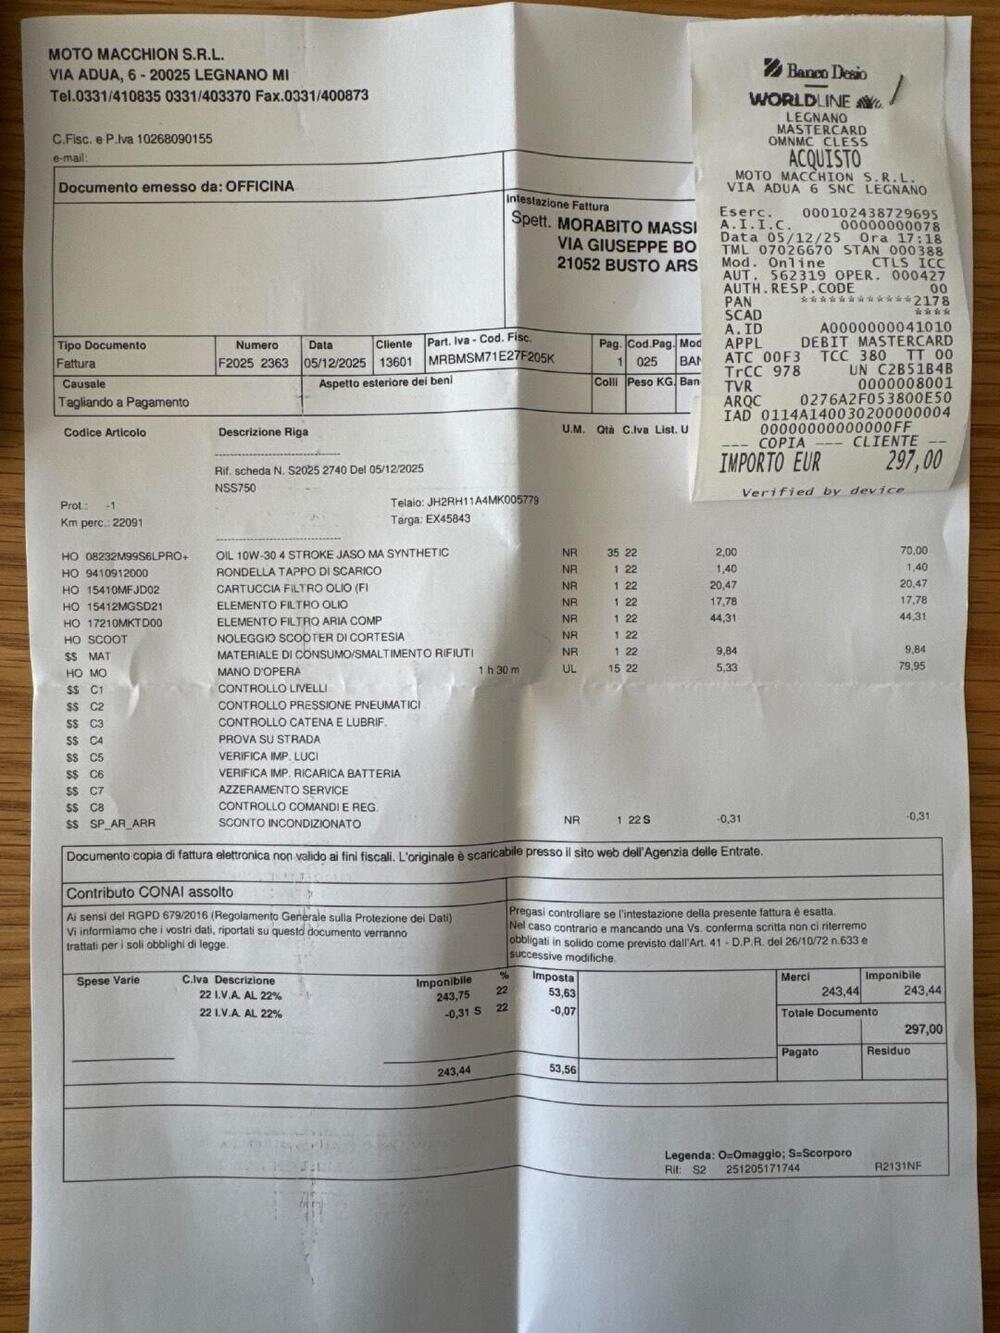 MOTO MACCHION S.R.L.
VIA ADUA, 6 - 20025 LEGNANO MI
Tel.0331/410835 0331/403370 Fax.0331/400873
C.Fisc. e P.Iva 10268090155
e-mail:
Documento emesso da: OFFICINA
Intestazione Fattura
Spett. MORABITO MASSI
VIA GIUSEPPE BO
21052 BUSTO ARS
Tipo Documento Numero Data Cliente Part. Iva - Cod. Fisc. Pag. Cod.Pag. Mod
Fattura F2025 2363 05/12/2025 13601 MRBMSM71E27F205K 1 025 BAN
Causale Aspetto esteriore dei beni Colli Peso KG. Ban
Tagliando a Pagamento
Codice Articolo Descrizione Riga U.M. Qtà C.Iva List. U
------------------------------
Rif. scheda N. S2025 2740 Del 05/12/2025
NSS750
Prot.: -1 Telaio: JH2RH11A4MK005779
Km perc.: 22091 Targa: EX45843
------------------------------
HO 08232M99S6LPRO+ OIL 10W-30 4 STROKE JASO MA SYNTHETIC NR 35 22 2,00 70,00
HO 9410912000 RONDELLA TAPPO DI SCARICO NR 1 22 1,40 1,40
HO 15410MFJD02 CARTUCCIA FILTRO OLIO (FI NR 1 22 20,47 20,47
HO 15412MGSD21 ELEMENTO FILTRO OLIO NR 1 22 17,78 17,78
HO 17210MKTD00 ELEMENTO FILTRO ARIA COMP NR 1 22 44,31 44,31
HO SCOOT NOLEGGIO SCOOTER DI CORTESIA NR 1 22
$$ MAT MATERIALE DI CONSUMO/SMALTIMENTO RIFIUTI NR 1 22 9,84 9,84
HO MO MANO D'OPERA 1 h 30 m UL 15 22 5,33 79,95
$$ C1 CONTROLLO LIVELLI
$$ C2 CONTROLLO PRESSIONE PNEUMATICI
$$ C3 CONTROLLO CATENA E LUBRIF.
$$ C4 PROVA SU STRADA
$$ C5 VERIFICA IMP. LUCI
$$ C6 VERIFICA IMP. RICARICA BATTERIA
$$ C7 AZZERAMENTO SERVICE
$$ C8 CONTROLLO COMANDI E REG.
$$ SP_AR_ARR SCONTO INCONDIZIONATO NR 1 22 S -0,31 -0,31
Documento copia di fattura elettronica non valido ai fini fiscali. L'originale è scaricabile presso il sito web dell'Agenzia delle Entrate.
Contributo CONAI assolto
Ai sensi del RGPD 679/2016 (Regolamento Generale sulla Protezione dei Dati)
Vi informiamo che i vostri dati, riportati su questo documento verranno
trattati per i soli obblighi di legge.
Pregasi controllare se l'intestazione della presente fattura è esatta.
Nel caso contrario e mancando una Vs. conferma scritta non ci riterremo
obbligati in solido come previsto dall'Art. 41 - D.P.R. del 26/10/72 n.633 e
successive modifiche.
Spese Varie C.Iva Descrizione Imponibile % Imposta Merci Imponibile
22 I.V.A. AL 22% 243,75 22 53,63 243,44 243,44
22 I.V.A. AL 22% -0,31 S 22 -0,07 Totale Documento
297,00
Pagato Residuo
243,44 53,56
Legenda: O=Omaggio; S=Scorporo
Rif: S2 251205171744 R2131NF
Banco Desio
WORLDLINE
LEGNANO
MASTERCARD
OMNMC CLESS
ACQUISTO
MOTO MACCHION S.R.L.
VIA ADUA 6 SNC LEGNANO
Eserc. 000102438729695
A.I.I.C. 00000000078
Data 05/12/25 Ora 17:18
TML 07026670 STAN 000388
Mod. Online CTLS ICC
AUT. 562319 OPER. 000427
AUTH.RESP.CODE 00
PAN ************2178
SCAD ****
A.ID A0000000041010
APPL DEBIT MASTERCARD
ATC 00F3 TCC 380 TT 00
TrCC 978 UN C2B51B4B
TVR 0000008001
ARQC 0276A2F053800E50
IAD 0114A140030200000004
00000000000000FF
--- COPIA --- CLIENTE --
IMPORTO EUR 297,00
Verified by device